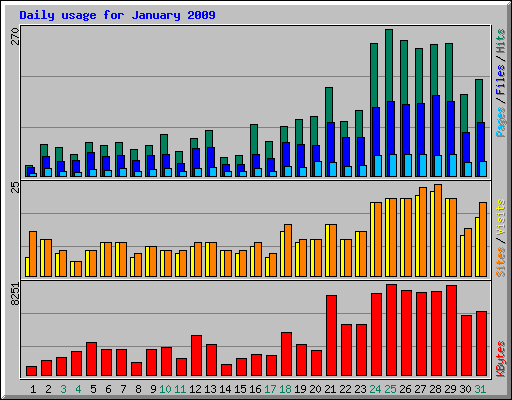 Daily usage for January 2009
270
Pages / Files / Hits
25
Sites / Visits
8251
KBytes
1 2 3 4 5 6 7 8 9 10 11 12 13 14 15 16 17 18 19 20 21 22 23 24 25 26 27 28 29 30 31